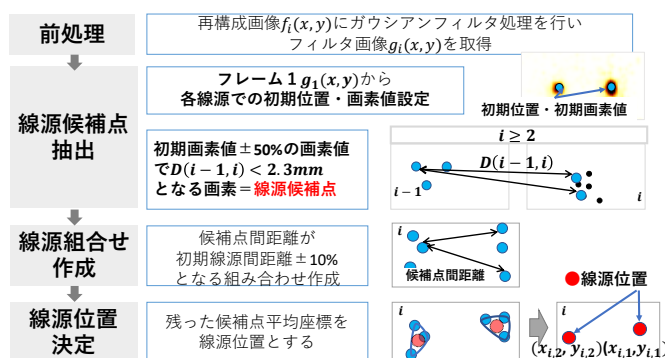 前処理
再構成画像f_i(x, y)にガウシアンフィルタ処理を行い
フィルタ画像g_i(x, y)を取得
線源候補点
抽出
フレーム1 g_1(x, y)から
各線源での初期位置・画素値設定
初期位置・初期画素値
初期画素値±50%の画素値
でD(i − 1, i) < 2.3mm
となる画素=線源候補点
i ≥ 2
D(i − 1, i)
i − 1
i
線源組合せ
作成
候補点間距離が
初期線源間距離±10%
となる組み合わせ作成
i
候補点間距離
線源位置
決定
残った候補点平均座標を
線源位置とする
i
線源位置
i
(x_{i,2}, y_{i,2})(x_{i,1}, y_{i,1})